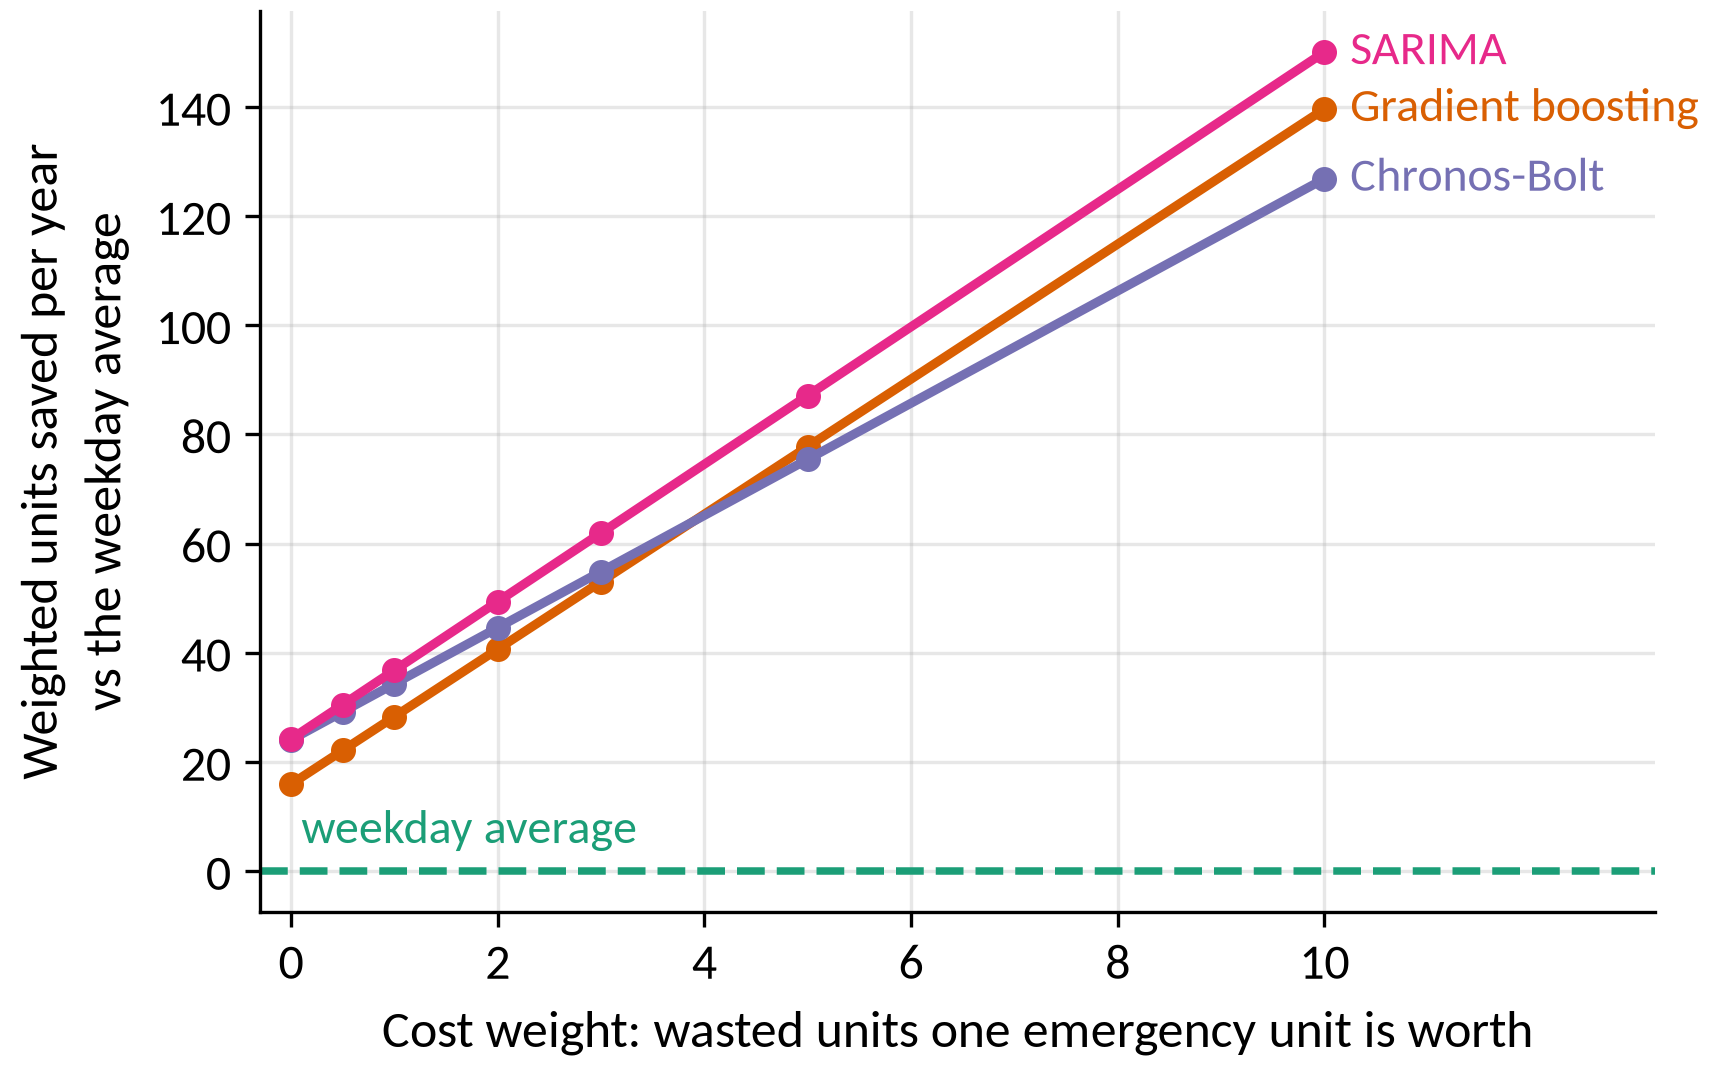 Weighted units saved per year
vs the weekday average
140
120
100
80
60
40
20
0
SARIMA
Gradient boosting
Chronos-Bolt
weekday average
0 2 4 6 8 10
Cost weight: wasted units one emergency unit is worth